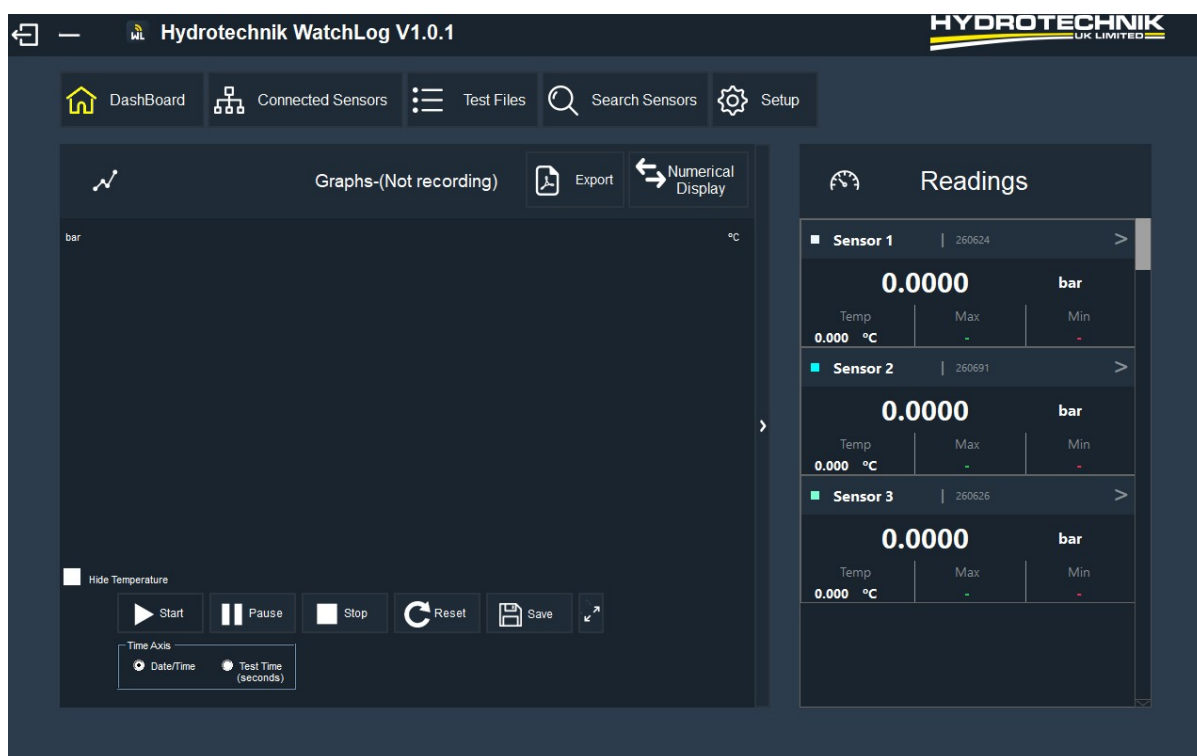 WL Hydrotechnik WatchLog V1.0.1
HYDROTECHNIK
UK LIMITED
DashBoard
Connected Sensors
Test Files
Search Sensors
Setup
Graphs-(Not recording)
Export
Numerical
Display
bar
°C
Hide Temperature
Start
Pause
Stop
Reset
Save
Time Axis
Date/Time
Test Time
(seconds)
Readings
Sensor 1 | 260624 >
0.0000 bar
Temp Max Min
0.000 °C - -
Sensor 2 | 260691 >
0.0000 bar
Temp Max Min
0.000 °C - -
Sensor 3 | 260626 >
0.0000 bar
Temp Max Min
0.000 °C - -